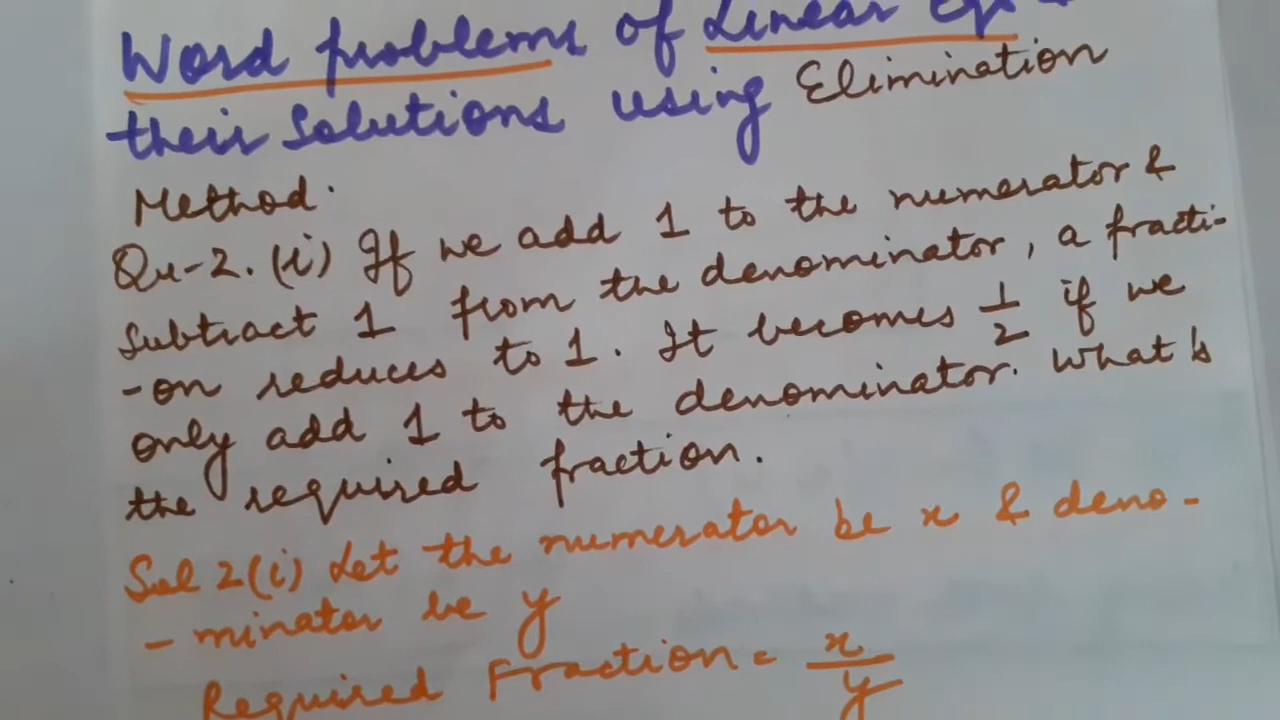 Word problems of Linear
their Solutions using Elimination
Method.
Qu-2. (i) If we add 1 to the numerator &
Subtract 1 from the denominator, a fracti-
-on reduces to 1. It becomes 1/2 if we
only add 1 to the denominator. What's
the required fraction.
Sol 2(i) Let the numerator be x & deno-
- minator be y
Required Fraction = x/y